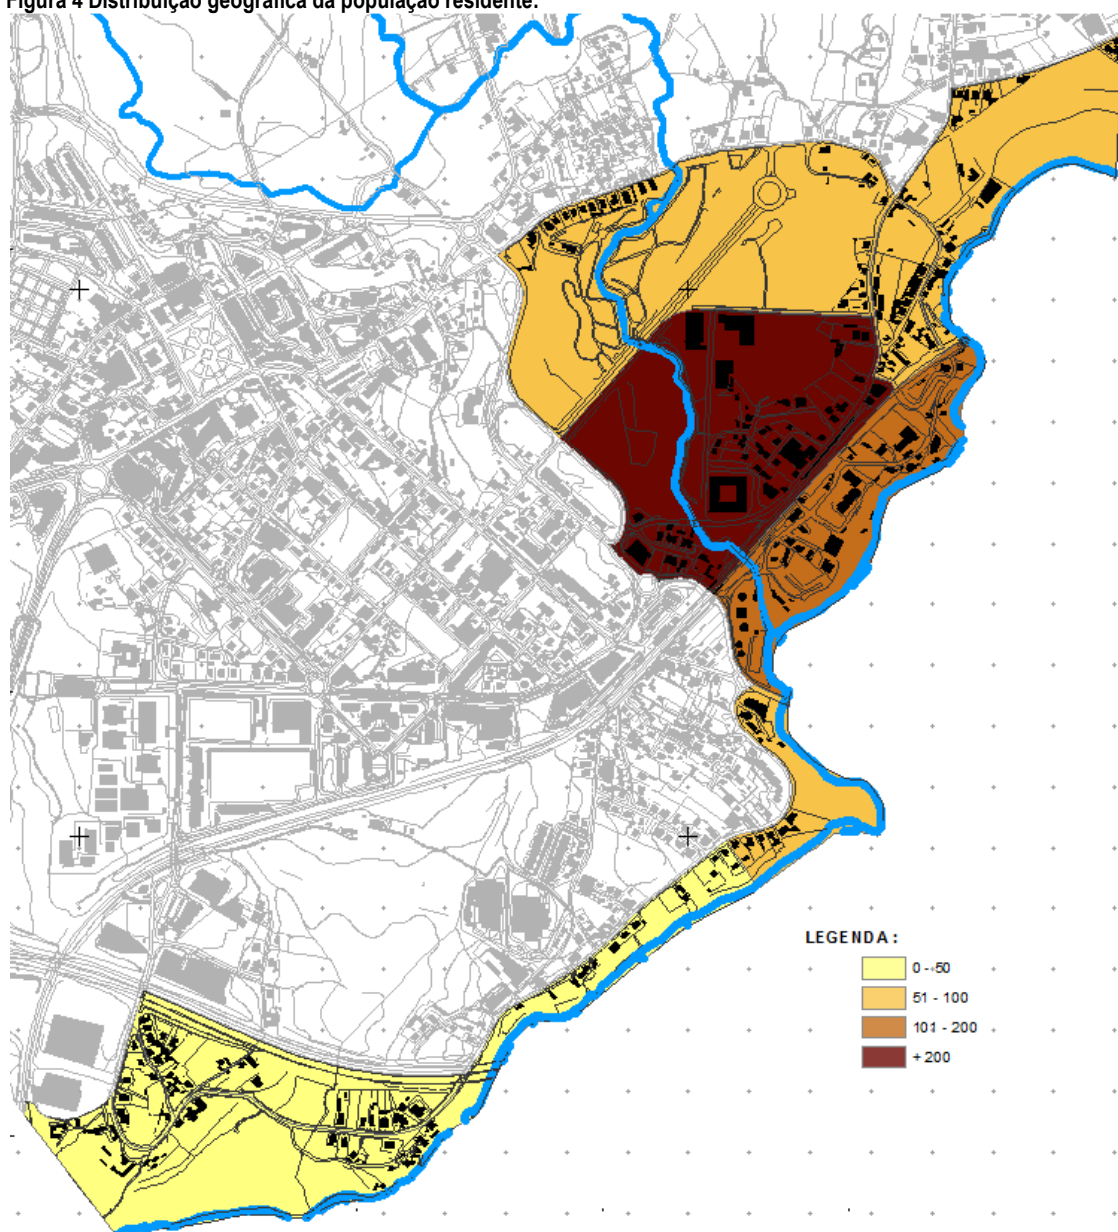 Figura 4 Distribuição geográfica da população residente.
LEGENDA:
0-50
51 - 100
101 - 200
+ 200